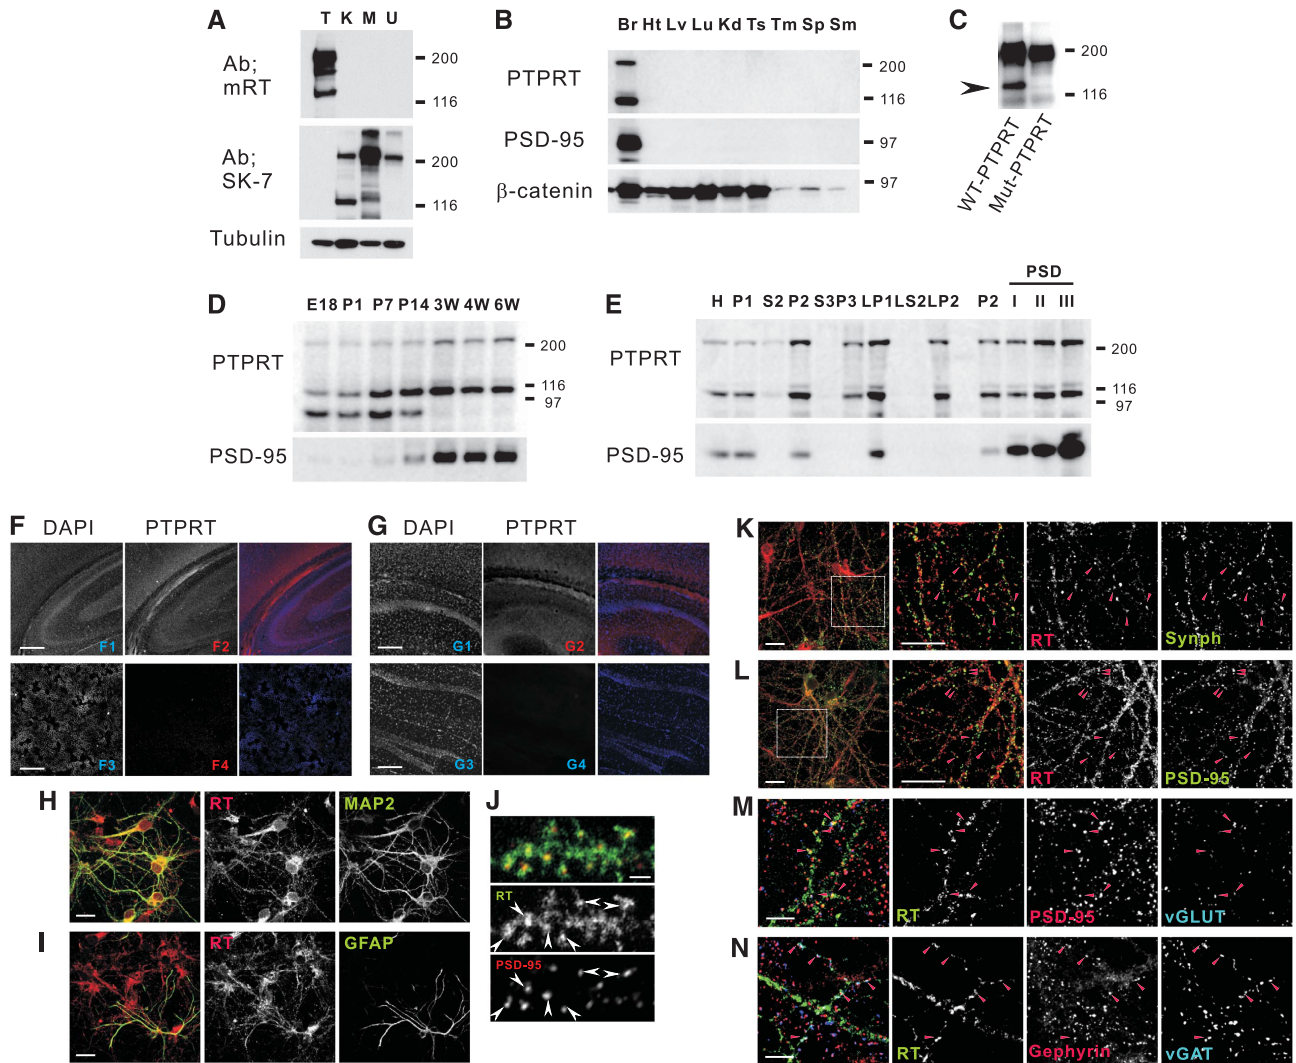 A
T K M U
Ab;
mRT
200
116
Ab;
SK-7
200
116
Tubulin
B
Br Ht Lv Lu Kd Ts Tm Sp Sm
PTPRT
200
116
PSD-95
97
β-catenin
97
C
200
116
WT-PTPRT
Mut-PTPRT
D
E18 P1 P7 P14 3W 4W 6W
PTPRT
200
116
97
PSD-95
E
PSD
H P1 S2 P2 S3 P3 LP1 LS2 LP2 P2 I II III
PTPRT
200
116
97
PSD-95
F
DAPI PTPRT
F1 F2
F3 F4
G
DAPI PTPRT
G1 G2
G3 G4
H
RT MAP2
I
RT GFAP
J
RT
PSD-95
K
RT Synph
L
RT PSD-95
M
RT PSD-95 vGLUT
N
RT Gephyrin vGAT